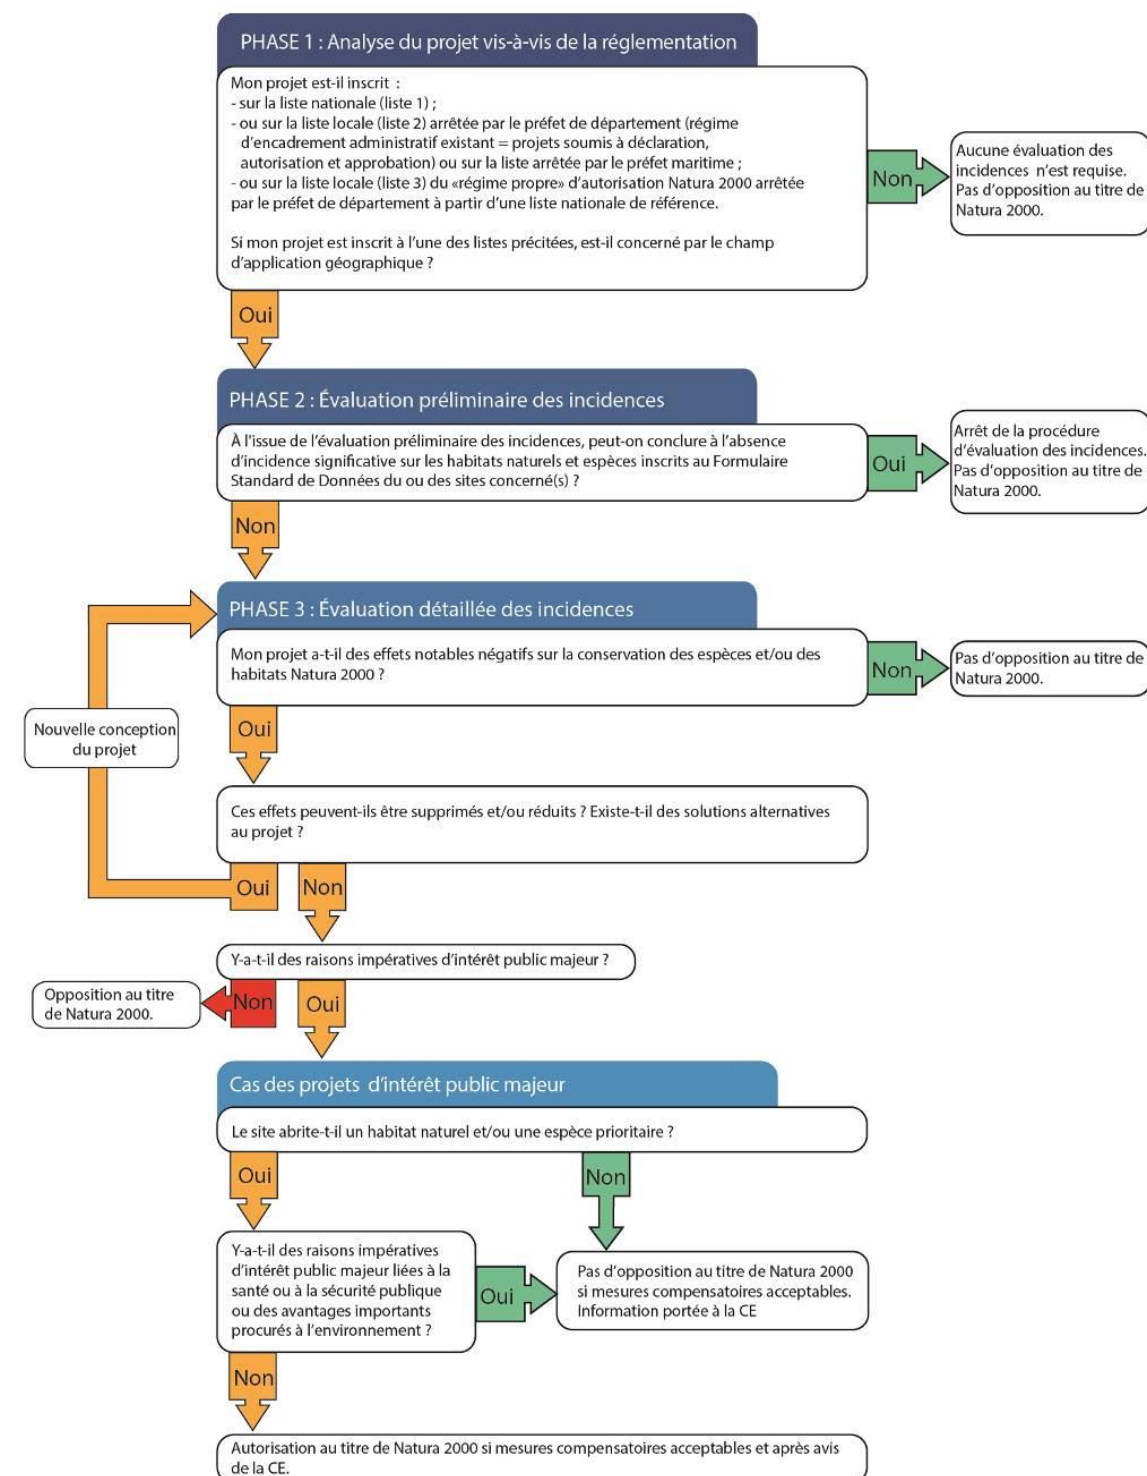 PHASE 1 : Analyse du projet vis-à-vis de la réglementation
Mon projet est-il inscrit :
- sur la liste nationale (liste 1) ;
- ou sur la liste locale (liste 2) arrêtée par le préfet de département (régime
d'encadrement administratif existant = projets soumis à déclaration,
autorisation et approbation) ou sur la liste arrêtée par le préfet maritime ;
- ou sur la liste locale (liste 3) du «régime propre» d'autorisation Natura 2000 arrêtée
par le préfet de département à partir d'une liste nationale de référence.
Si mon projet est inscrit à l'une des listes précitées, est-il concerné par le champ
d'application géographique ?
Non
Aucune évaluation des
incidences n'est requise.
Pas d'opposition au titre de
Natura 2000.
Oui
PHASE 2 : Évaluation préliminaire des incidences
À l'issue de l'évaluation préliminaire des incidences, peut-on conclure à l'absence
d'incidence significative sur les habitats naturels et espèces inscrits au Formulaire
Standard de Données du ou des sites concerné(s) ?
Oui
Arrêt de la procédure
d'évaluation des incidences.
Pas d'opposition au titre de
Natura 2000.
Non
PHASE 3 : Évaluation détaillée des incidences
Mon projet a-t-il des effets notables négatifs sur la conservation des espèces et/ou des
habitats Natura 2000 ?
Non
Pas d'opposition au titre de
Natura 2000.
Oui
Nouvelle conception
du projet
Ces effets peuvent-ils être supprimés et/ou réduits ? Existe-t-il des solutions alternatives
au projet ?
Oui
Non
Y-a-t-il des raisons impératives d'intérêt public majeur ?
Opposition au titre
de Natura 2000.
Non
Oui
Cas des projets d'intérêt public majeur
Le site abrite-t-il un habitat naturel et/ou une espèce prioritaire ?
Oui
Non
Y-a-t-il des raisons impératives
d'intérêt public majeur liées à la
santé ou à la sécurité publique
ou des avantages importants
procurés à l'environnement ?
Oui
Pas d'opposition au titre de Natura 2000
si mesures compensatoires acceptables.
Information portée à la CE
Non
Autorisation au titre de Natura 2000 si mesures compensatoires acceptables et après avis
de la CE.